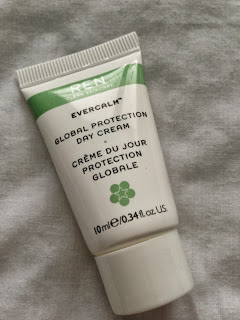 REN
EVERCALM™
GLOBAL PROTECTION
DAY CREAM
•
CRÈME DU JOUR
PROTECTION
GLOBALE
10ml℮/0.34fl.oz.US.